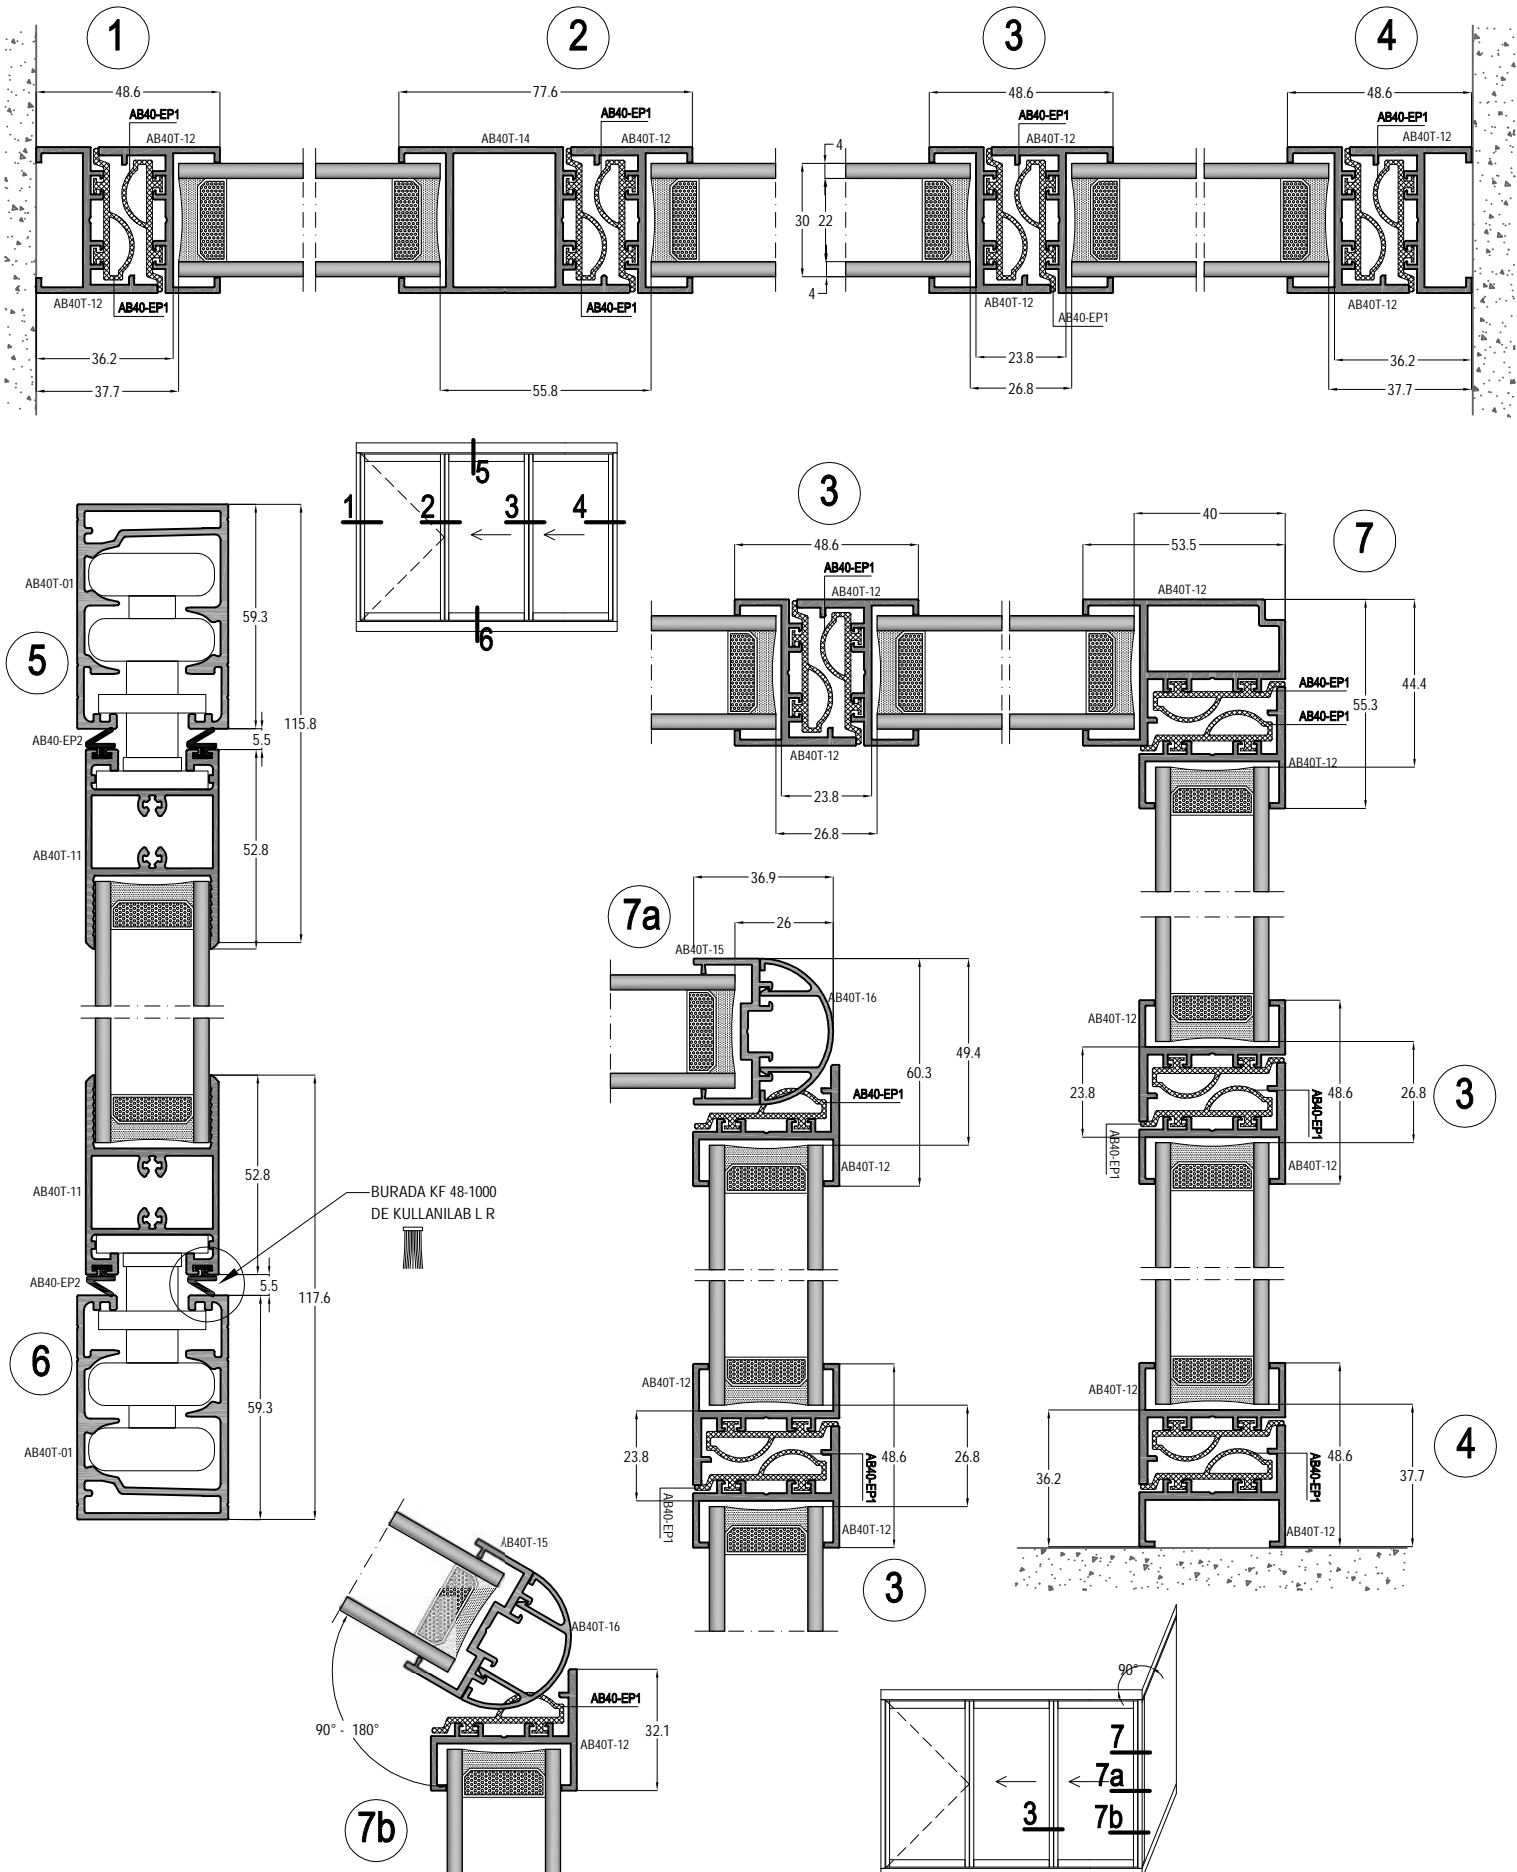 1
2
3
4
48.6
77.6
48.6
48.6
AB40-EP1
AB40-EP1
AB40-EP1
AB40-EP1
AB40T-12
AB40T-14
AB40T-12
AB40T-12
AB40T-12
4
30
22
4
AB40T-12
AB40-EP1
AB40-EP1
AB40T-12
AB40-EP1
AB40T-12
36.2
23.8
36.2
37.7
55.8
26.8
37.7
5
1
2
3
4
6
3
7
40
53.5
48.6
AB40-EP1
AB40T-12
AB40T-12
AB40-EP1
AB40-EP1
44.4
55.3
AB40T-12
AB40T-12
23.8
26.8
AB40T-01
59.3
5
115.8
AB40-EP2
5.5
AB40T-11
52.8
7a
36.9
26
AB40T-15
AB40T-16
49.4
60.3
AB40-EP1
AB40T-12
AB40T-12
23.8
48.6
26.8
3
AB40-EP1
AB40-EP1
AB40T-12
52.8
AB40T-11
BURADA KF 48-1000
DE KULLANILAB L R
AB40-EP2
5.5
117.6
6
59.3
AB40T-01
AB40T-12
23.8
48.6
26.8
AB40-EP1
AB40-EP1
AB40T-12
3
AB40T-12
36.2
48.6
37.7
4
AB40-EP1
AB40T-12
AB40T-15
AB40T-16
AB40-EP1
90° - 180°
32.1
AB40T-12
7b
90°
7
7a
3
7b